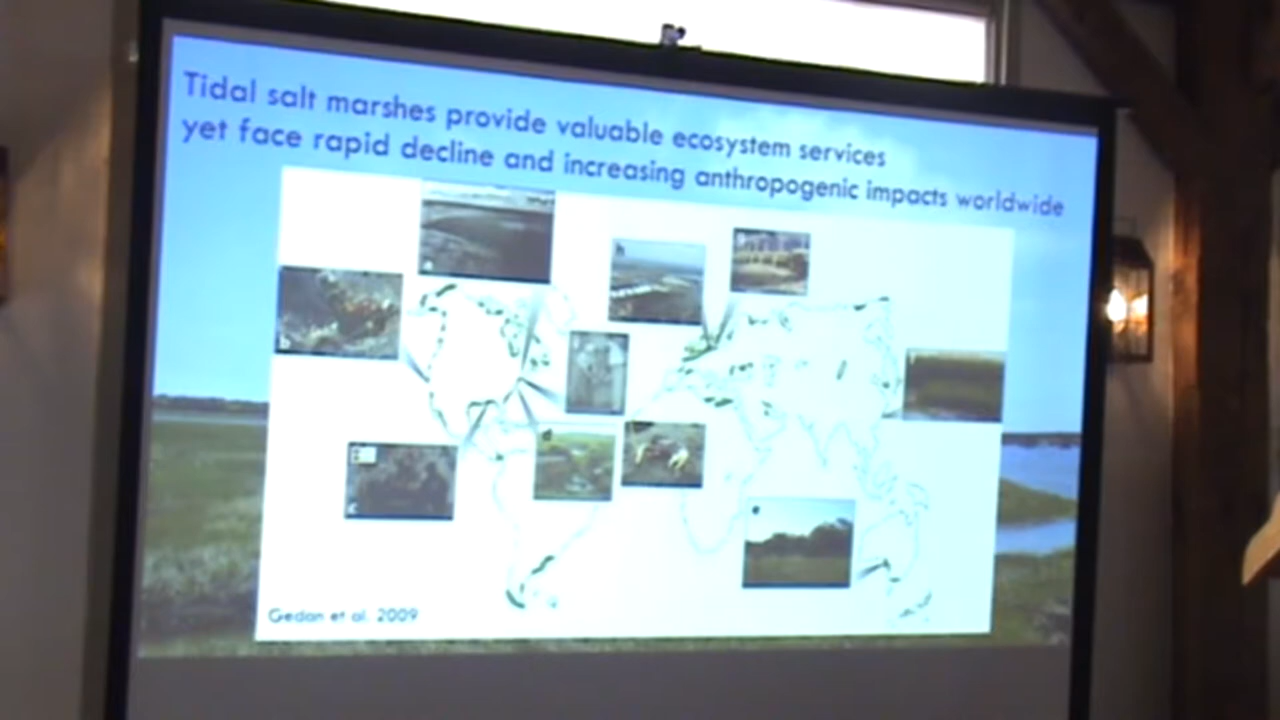 Tidal salt marshes provide valuable ecosystem services
yet face rapid decline and increasing anthropogenic impacts worldwide
Gedan et al. 2009